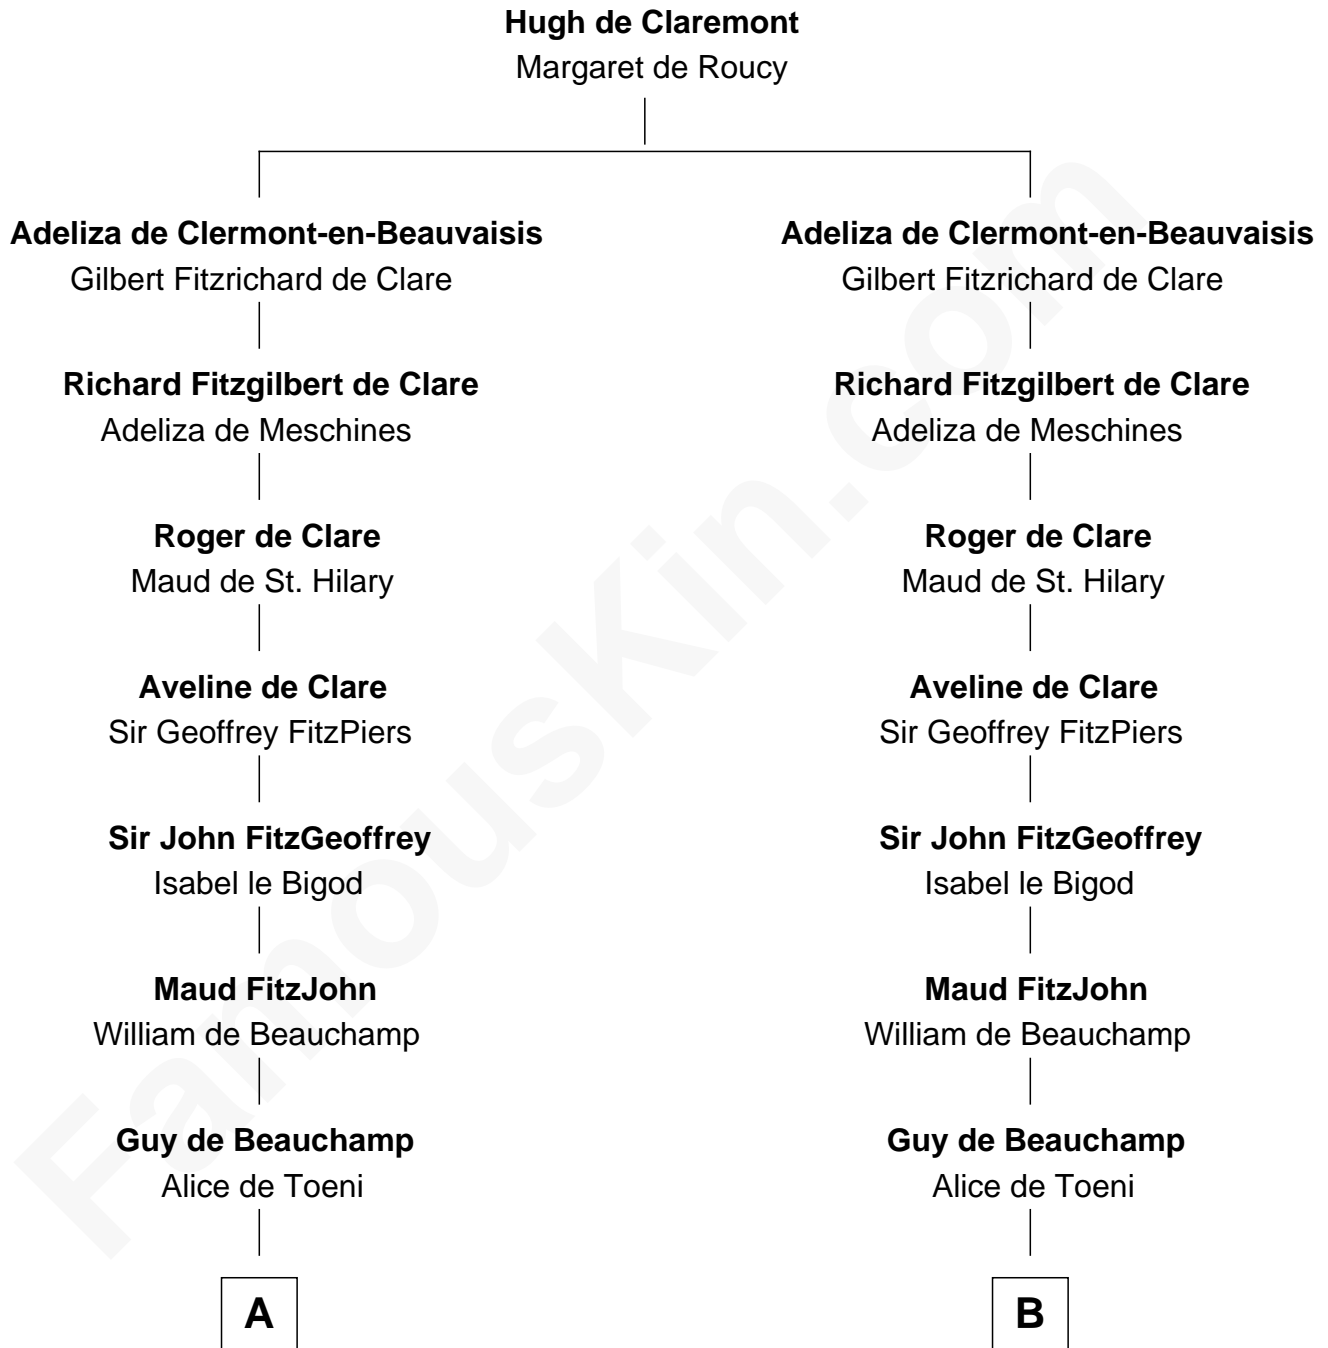 Hugh de Claremont
Margaret de Roucy
Adeliza de Clermont-en-Beauvaisis Adeliza de Clermont-en-Beauvaisis
Gilbert Fitzrichard de Clare Gilbert Fitzrichard de Clare
Richard Fitzgilbert de Clare Richard Fitzgilbert de Clare
Adeliza de Meschines Adeliza de Meschines
Roger de Clare Roger de Clare
Maud de St. Hilary Maud de St. Hilary
Aveline de Clare Aveline de Clare
Sir Geoffrey FitzPiers Sir Geoffrey FitzPiers
Sir John FitzGeoffrey Sir John FitzGeoffrey
Isabel le Bigod Isabel le Bigod
Maud FitzJohn Maud FitzJohn
William de Beauchamp William de Beauchamp
Guy de Beauchamp Guy de Beauchamp
Alice de Toeni Alice de Toeni
A B
FamousKin.com